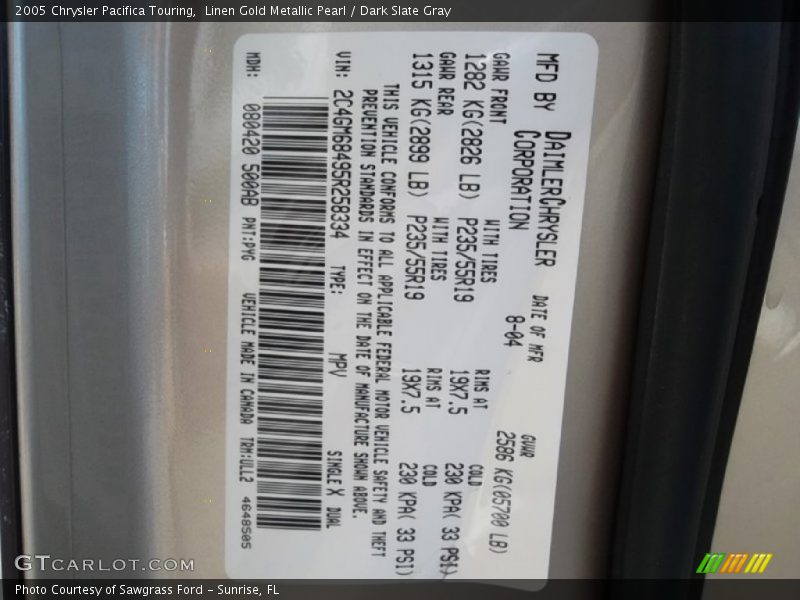 2005 Chrysler Pacifica Touring,  Linen Gold Metallic Pearl / Dark Slate Gray
MFD BY DAIMLERCHRYSLER CORPORATION
DATE OF MFR 8-04
GVWR 2586 KG(05700 LB)
GAWR FRONT WITH TIRES RIMS AT COLD
1282 KG(2826 LB) P235/55R19 19X7.5 230 KPA( 33 PSI)
GAWR REAR WITH TIRES RIMS AT COLD
1315 KG(2899 LB) P235/55R19 19X7.5 230 KPA( 33 PSI)
THIS VEHICLE CONFORMS TO ALL APPLICABLE FEDERAL MOTOR VEHICLE SAFETY AND THEFT
PREVENTION STANDARDS IN EFFECT ON THE DATE OF MANUFACTURE SHOWN ABOVE.
VIN: 2C4GM68495R258334 TYPE: MPV SINGLE X DUAL
MDH: 080420 500AB PNT:PYG VEHICLE MADE IN CANADA TRM:ULL2 4648505
GTCARLOT.COM
Photo Courtesy of Sawgrass Ford - Sunrise, FL